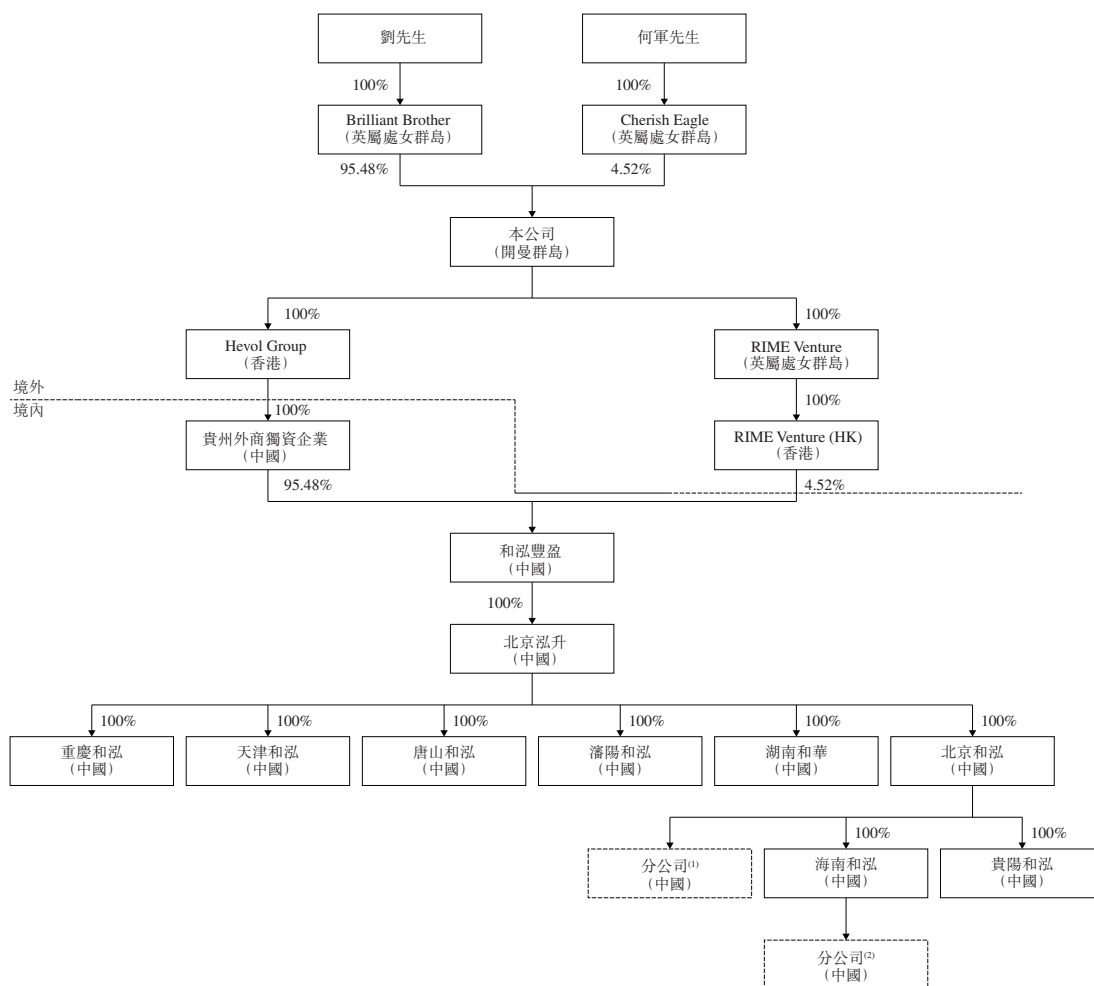 劉先生
何軍先生
100%
100%
Brilliant Brother
(英屬處女群島)
Cherish Eagle
(英屬處女群島)
95.48%
4.52%
本公司
(開曼群島)
100%
100%
Hevol Group
(香港)
RIME Venture
(英屬處女群島)
境外
境內
100%
100%
貴州外商獨資企業
(中國)
RIME Venture (HK)
(香港)
95.48%
4.52%
和泓豐盈
(中國)
100%
北京泓升
(中國)
100%
100%
100%
100%
100%
100%
重慶和泓
(中國)
天津和泓
(中國)
唐山和泓
(中國)
瀋陽和泓
(中國)
湖南和華
(中國)
北京和泓
(中國)
100%
100%
分公司(1)
(中國)
海南和泓
(中國)
貴陽和泓
(中國)
分公司(2)
(中國)